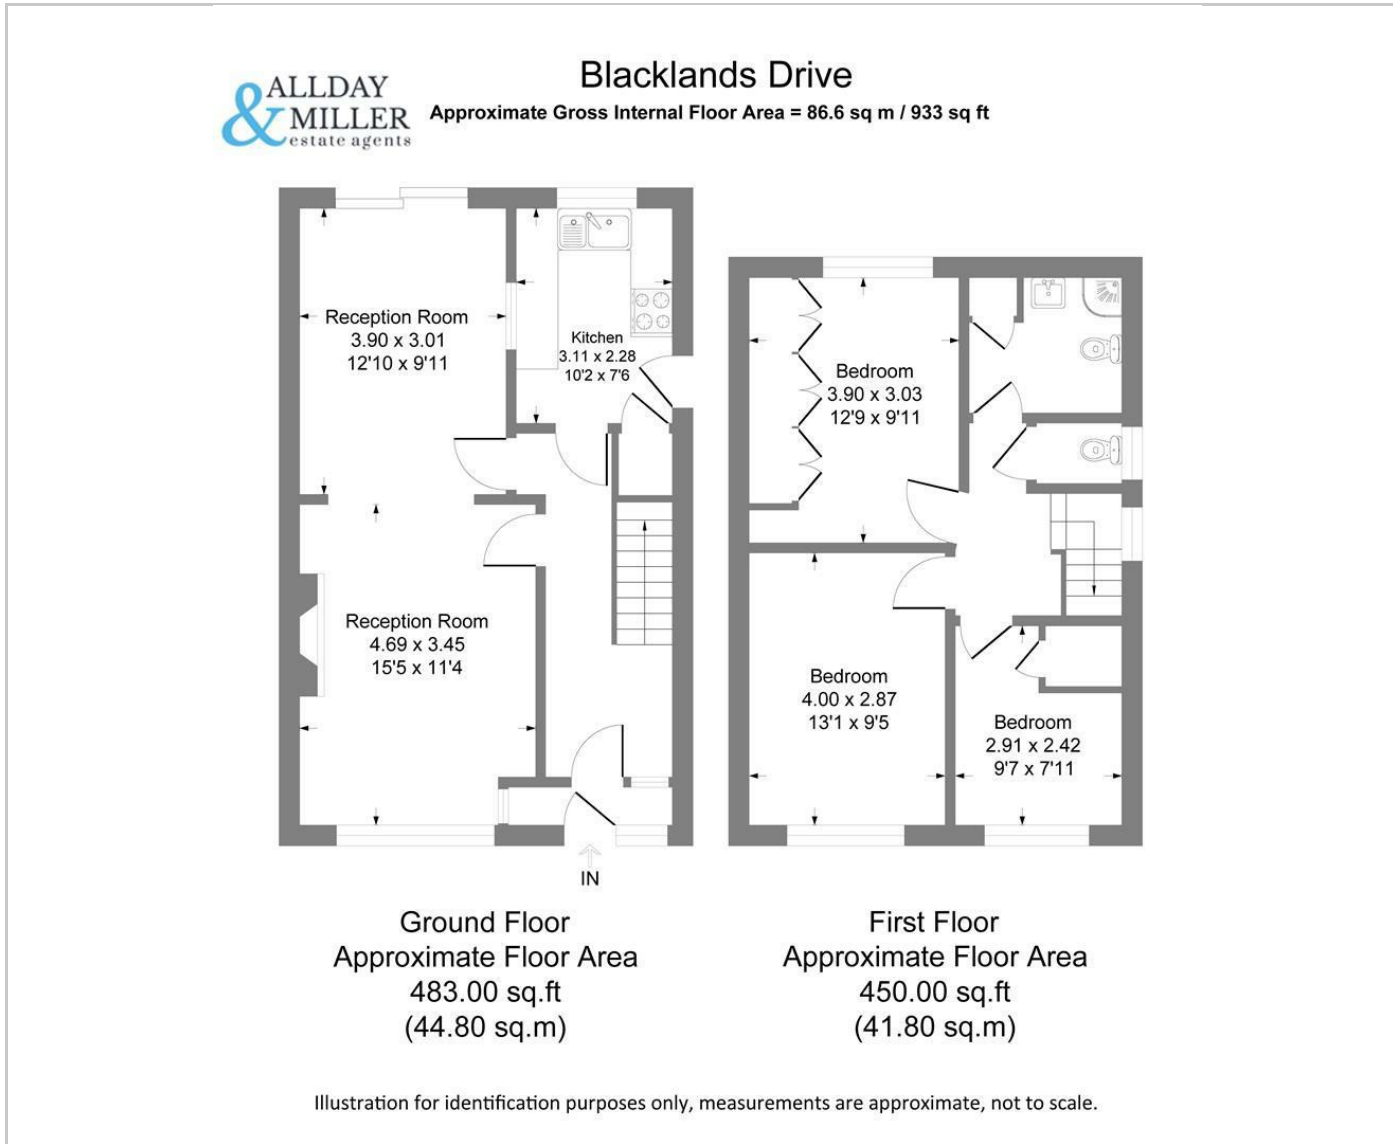 ALLDAY
& MILLER
estate agents
Blacklands Drive
Approximate Gross Internal Floor Area = 86.6 sq m / 933 sq ft
Reception Room
3.90 x 3.01
12'10 x 9'11
Kitchen
3.11 x 2.28
10'2 x 7'6
Reception Room
4.69 x 3.45
15'5 x 11'4
IN
Bedroom
3.90 x 3.03
12'9 x 9'11
Bedroom
4.00 x 2.87
13'1 x 9'5
Bedroom
2.91 x 2.42
9'7 x 7'11
Ground Floor
Approximate Floor Area
483.00 sq.ft
(44.80 sq.m)
First Floor
Approximate Floor Area
450.00 sq.ft
(41.80 sq.m)
Illustration for identification purposes only, measurements are approximate, not to scale.